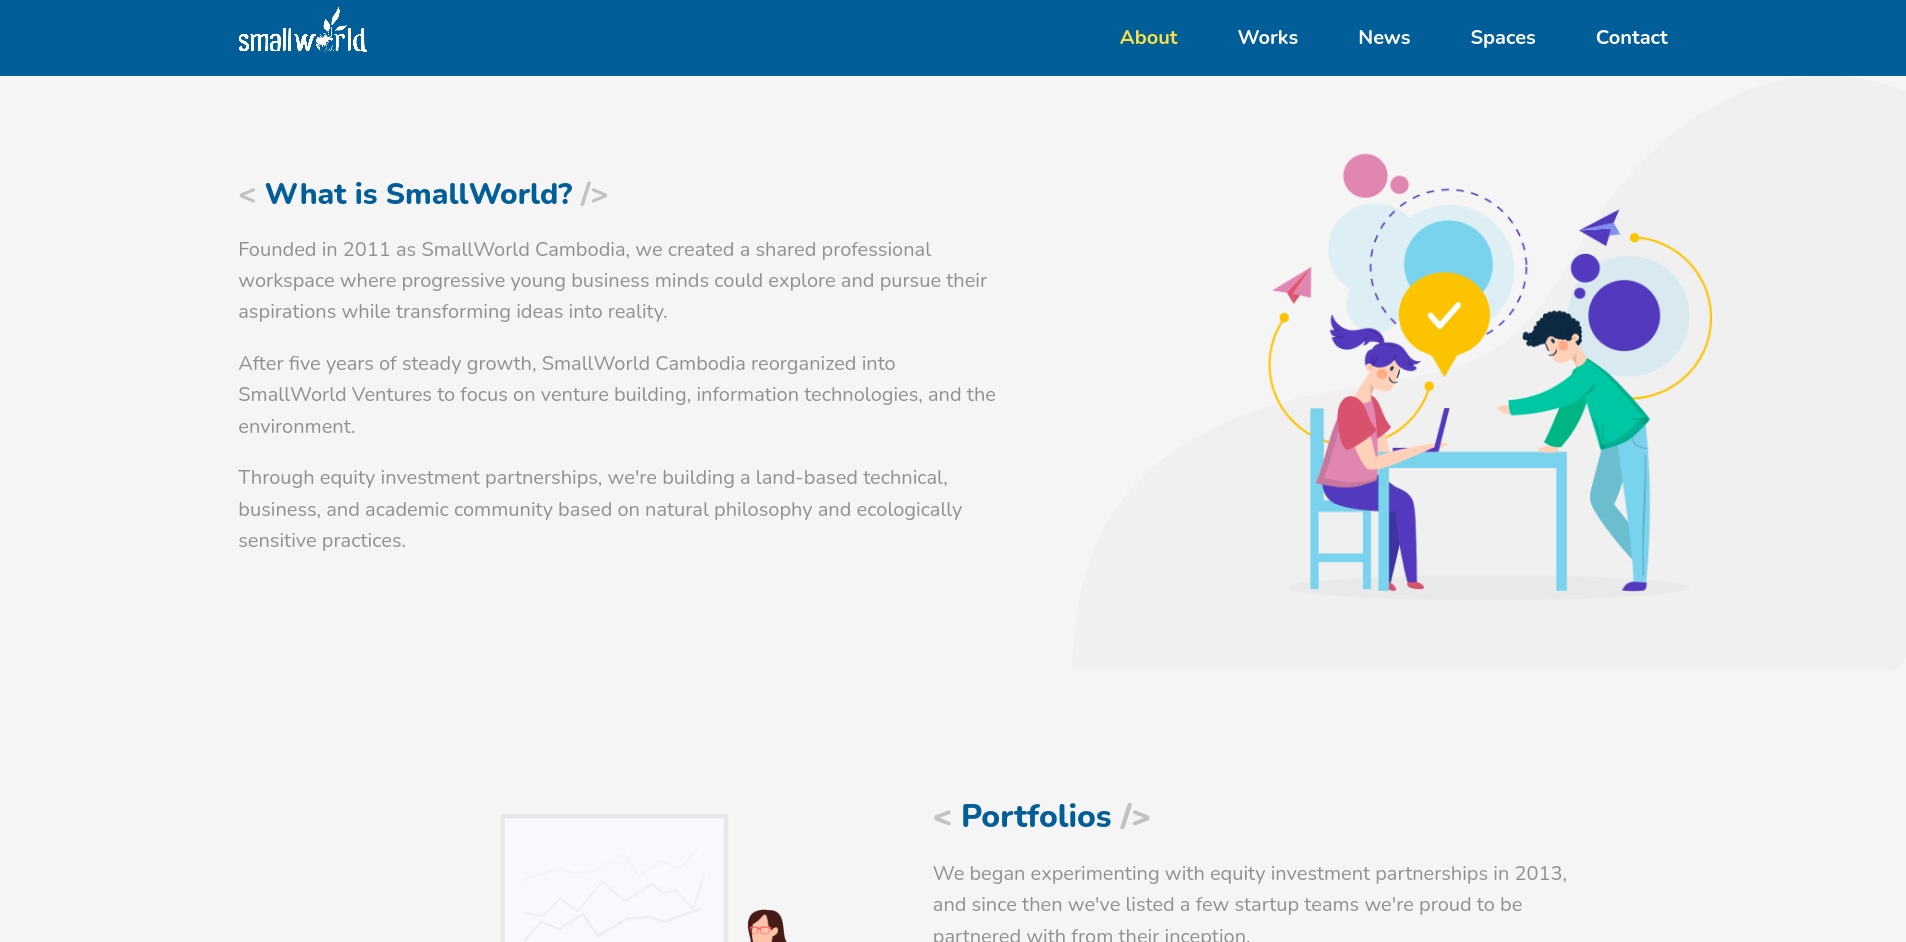 smallworld
About
Works
News
Spaces
Contact
< What is SmallWorld? />
Founded in 2011 as SmallWorld Cambodia, we created a shared professional
workspace where progressive young business minds could explore and pursue their
aspirations while transforming ideas into reality.
After five years of steady growth, SmallWorld Cambodia reorganized into
SmallWorld Ventures to focus on venture building, information technologies, and the
environment.
Through equity investment partnerships, we're building a land-based technical,
business, and academic community based on natural philosophy and ecologically
sensitive practices.
< Portfolios />
We began experimenting with equity investment partnerships in 2013,
and since then we've listed a few startup teams we're proud to be
partnered with from their inception.